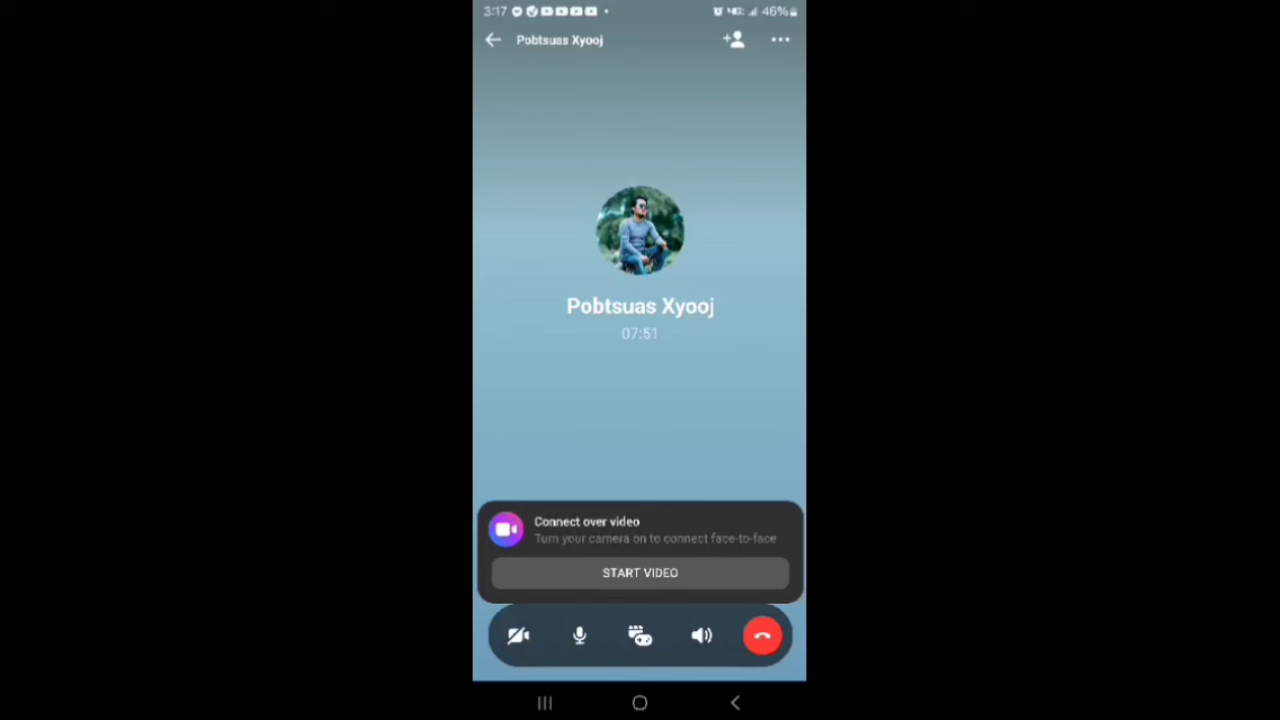 3:17 46%
Pobtsuas Xyooj
Pobtsuas Xyooj
07:51
Connect over video
Turn your camera on to connect face-to-face
START VIDEO